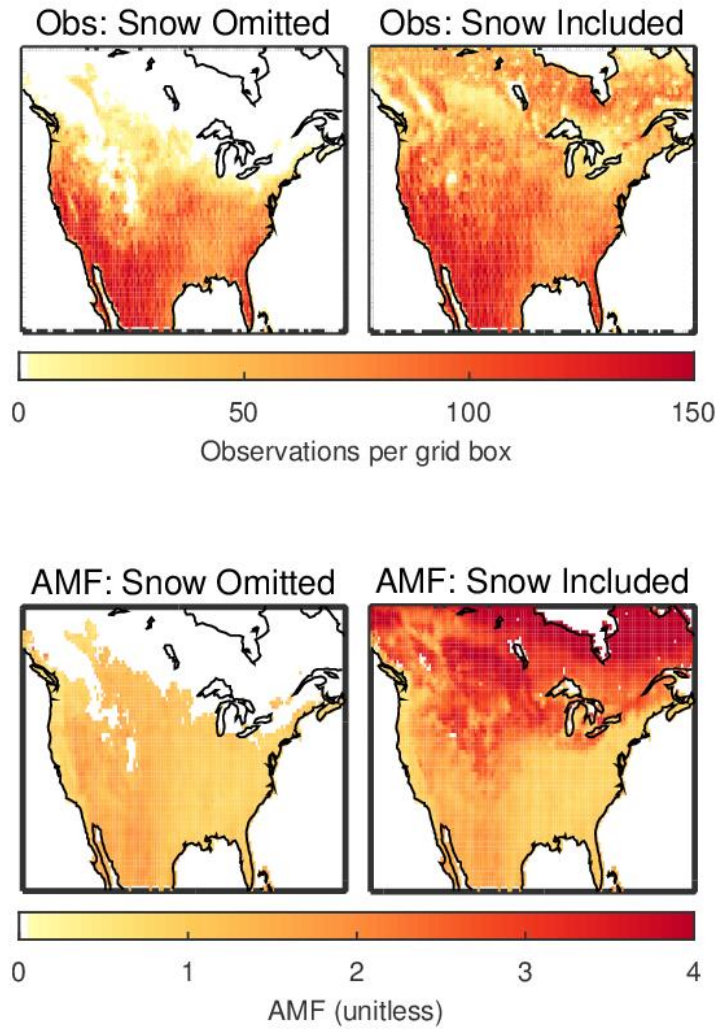 Obs: Snow Omitted
Obs: Snow Included
0 50 100 150
Observations per grid box
AMF: Snow Omitted
AMF: Snow Included
0 1 2 3 4
AMF (unitless)